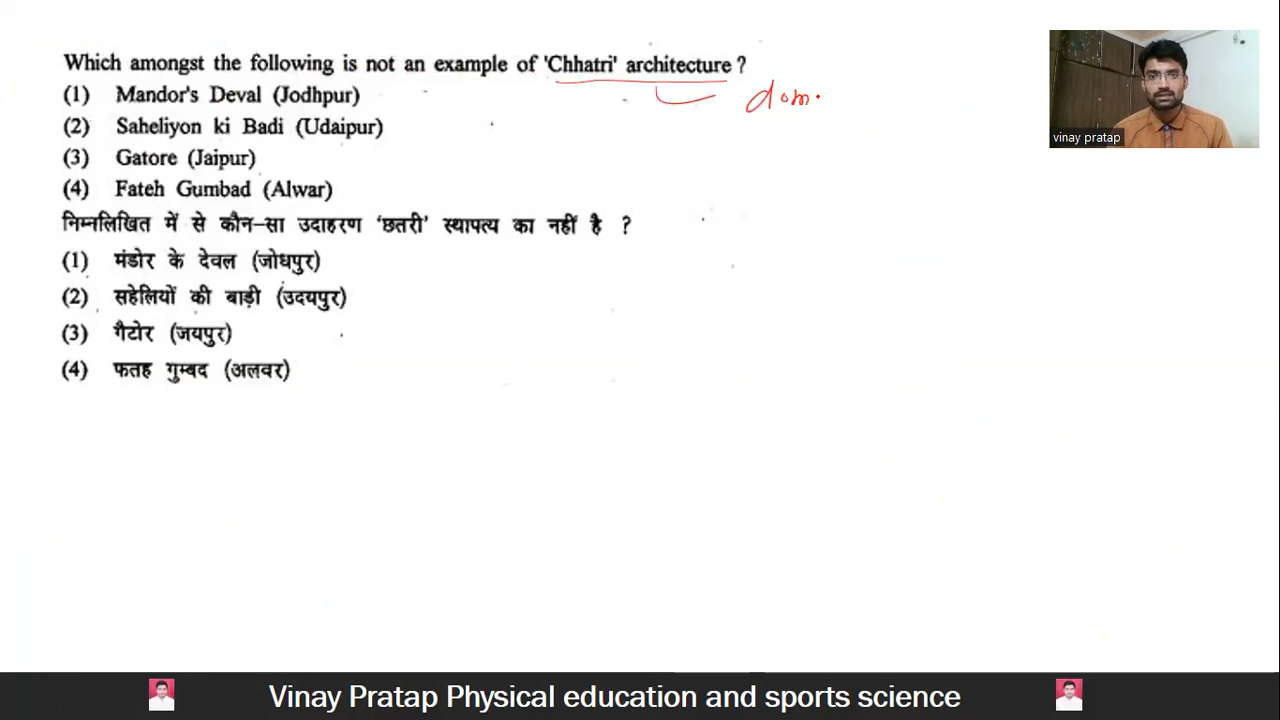 Which amongst the following is not an example of 'Chhatri' architecture ?
dom.
(1) Mandor's Deval (Jodhpur)
(2) Saheliyon ki Badi (Udaipur)
(3) Gatore (Jaipur)
(4) Fateh Gumbad (Alwar)
निम्नलिखित में से कौन-सा उदाहरण 'छतरी' स्थापत्य का नहीं है ?
(1) मंडोर के देवल (जोधपुर)
(2) सहेलियों की बाड़ी (उदयपुर)
(3) गैटोर (जयपुर)
(4) फतह गुम्बद (अलवर)
vinay pratap
Vinay Pratap Physical education and sports science